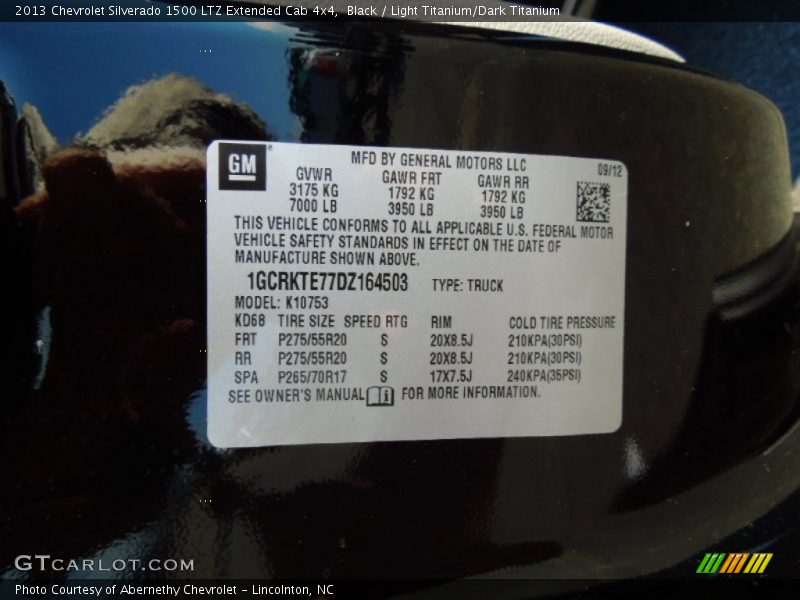 2013 Chevrolet Silverado 1500 LTZ Extended Cab 4x4, Black / Light Titanium/Dark Titanium
GM
MFD BY GENERAL MOTORS LLC 09/12
GVWR GAWR FRT GAWR RR
3175 KG 1792 KG 1792 KG
7000 LB 3950 LB 3950 LB
THIS VEHICLE CONFORMS TO ALL APPLICABLE U.S. FEDERAL MOTOR
VEHICLE SAFETY STANDARDS IN EFFECT ON THE DATE OF
MANUFACTURE SHOWN ABOVE.
1GCRKTE77DZ164503 TYPE: TRUCK
MODEL: K10753
KD68 TIRE SIZE SPEED RTG RIM COLD TIRE PRESSURE
FRT P275/55R20 S 20X8.5J 210KPA(30PSI)
RR P275/55R20 S 20X8.5J 210KPA(30PSI)
SPA P265/70R17 S 17X7.5J 240KPA(35PSI)
SEE OWNER'S MANUAL FOR MORE INFORMATION.
GTCARLOT.COM
Photo Courtesy of Abernethy Chevrolet - Lincolnton, NC